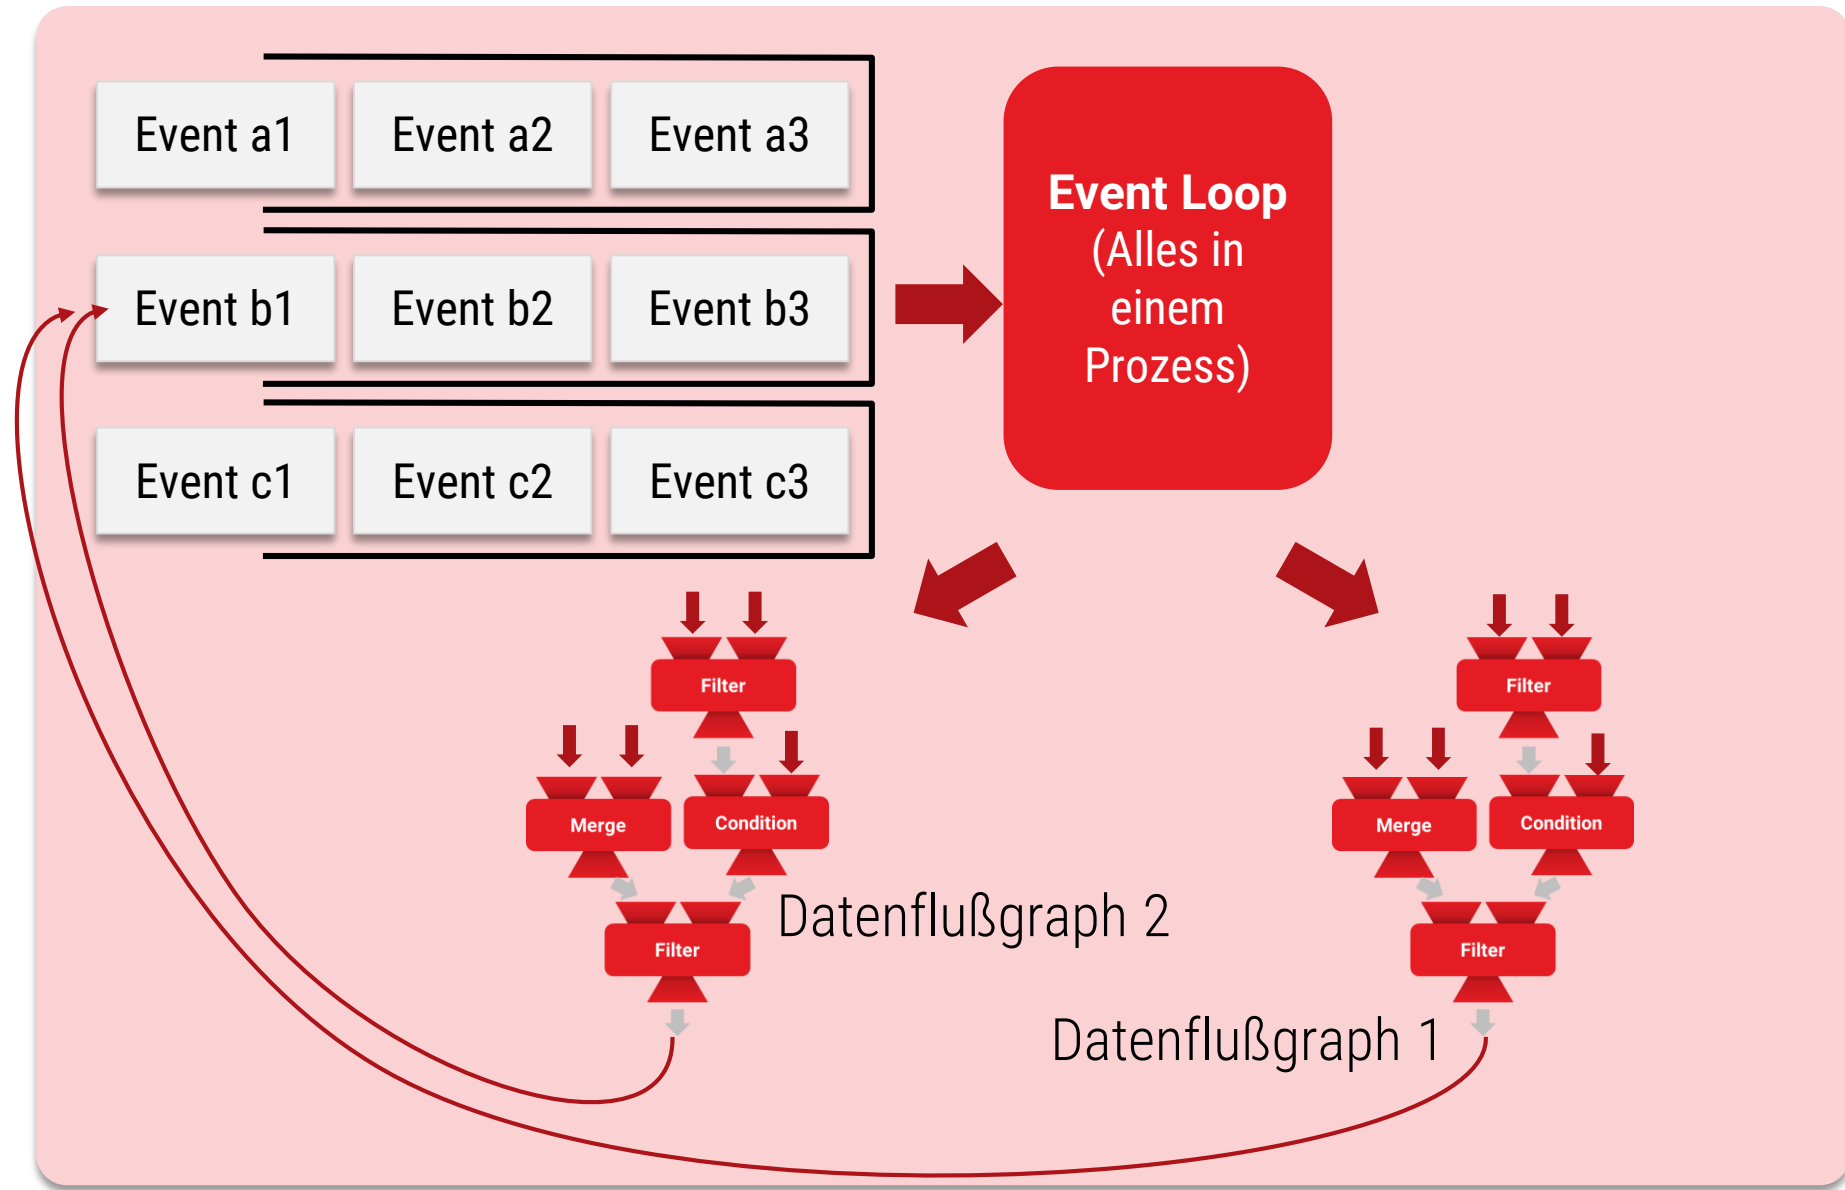 Event a1
Event a2
Event a3
Event b1
Event b2
Event b3
Event c1
Event c2
Event c3
Event Loop
(Alles in
einem
Prozess)
Filter
Merge
Condition
Filter
Datenflußgraph 2
Filter
Merge
Condition
Filter
Datenflußgraph 1